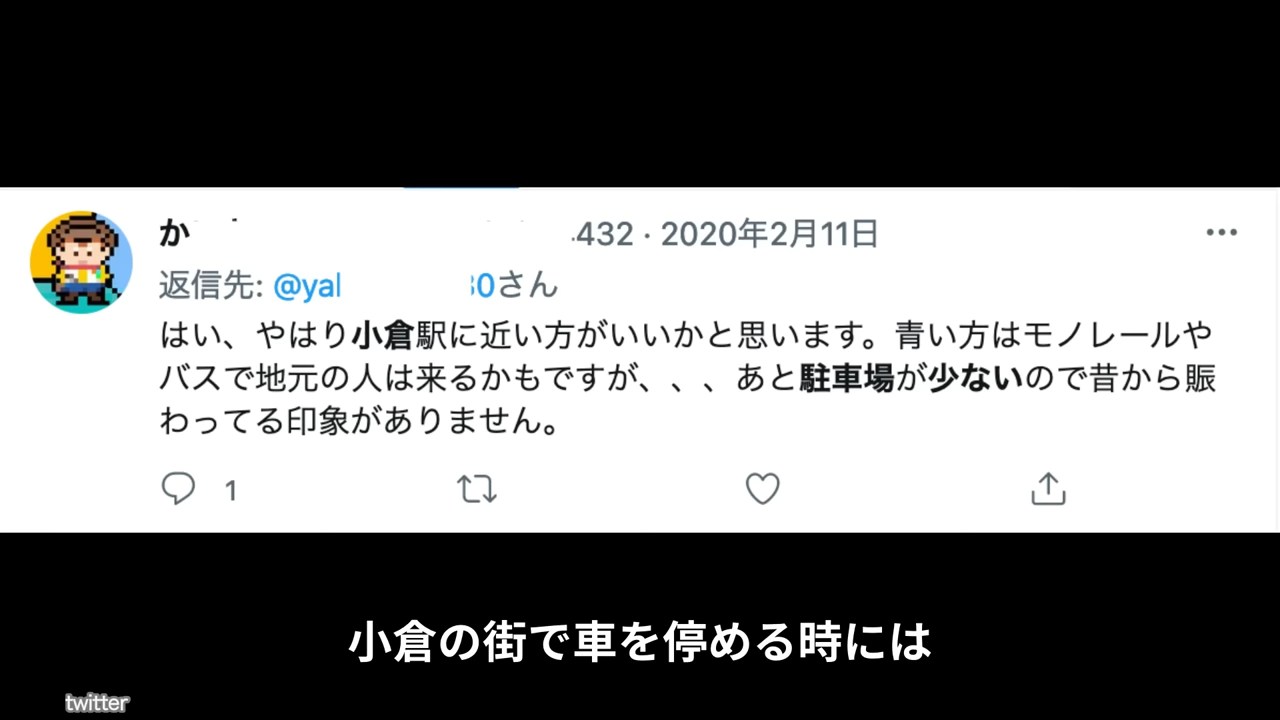 か .432 · 2020年2月11日
返信先: @yal 30さん
はい、やはり小倉駅に近い方がいいかと思います。青い方はモノレールや
バスで地元の人は来るかもですが、、、あと駐車場が少ないので昔から賑
わってる印象がありません。
1
小倉の街で車を停める時には
twitter